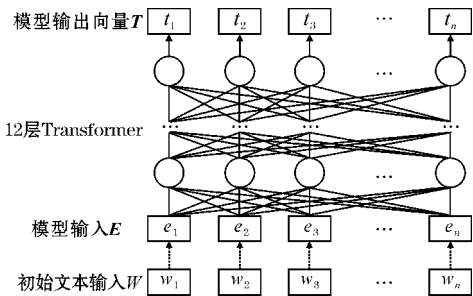 模型输出向量T t1 t2 t3 … tn
…
12层Transformer … … … …
…
模型输入E e1 e2 e3 … en
初始文本输入W w1 w2 w3 … wn